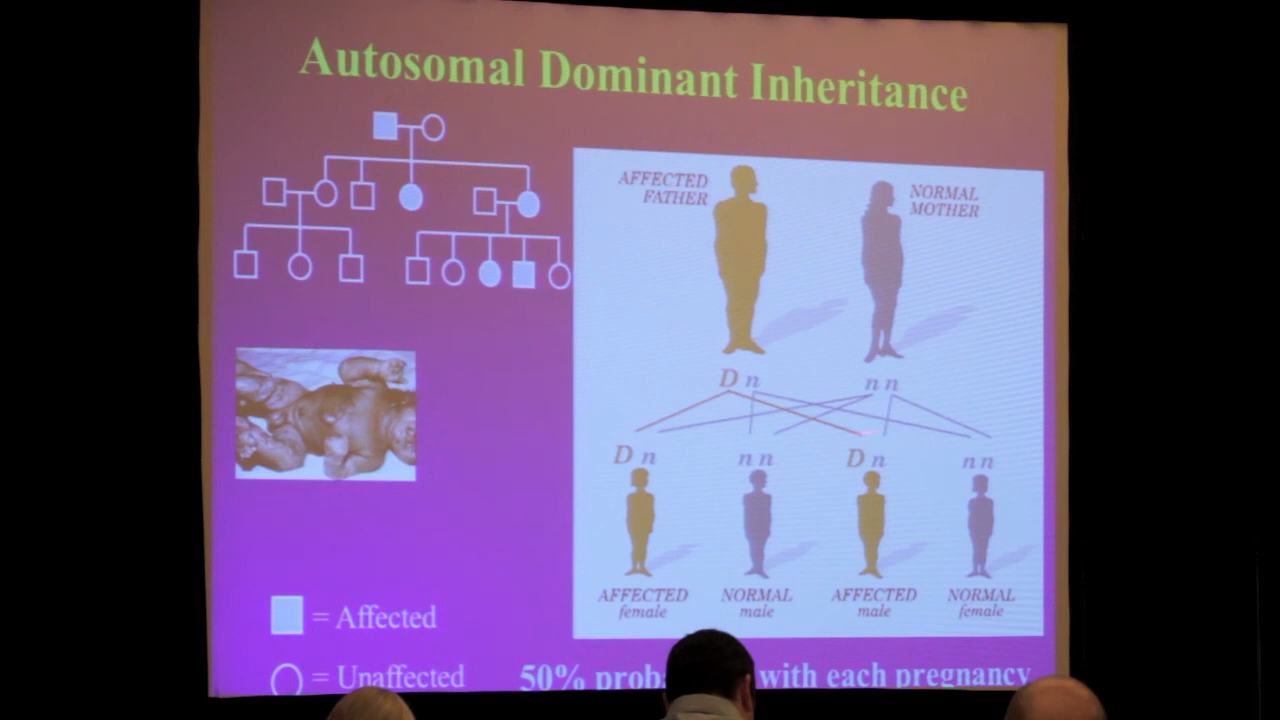 Autosomal Dominant Inheritance
AFFECTED
FATHER
NORMAL
MOTHER
D n
n n
D n
n n
D n
n n
AFFECTED
female
NORMAL
male
AFFECTED
male
NORMAL
female
= Affected
= Unaffected
50% with each pregnancy